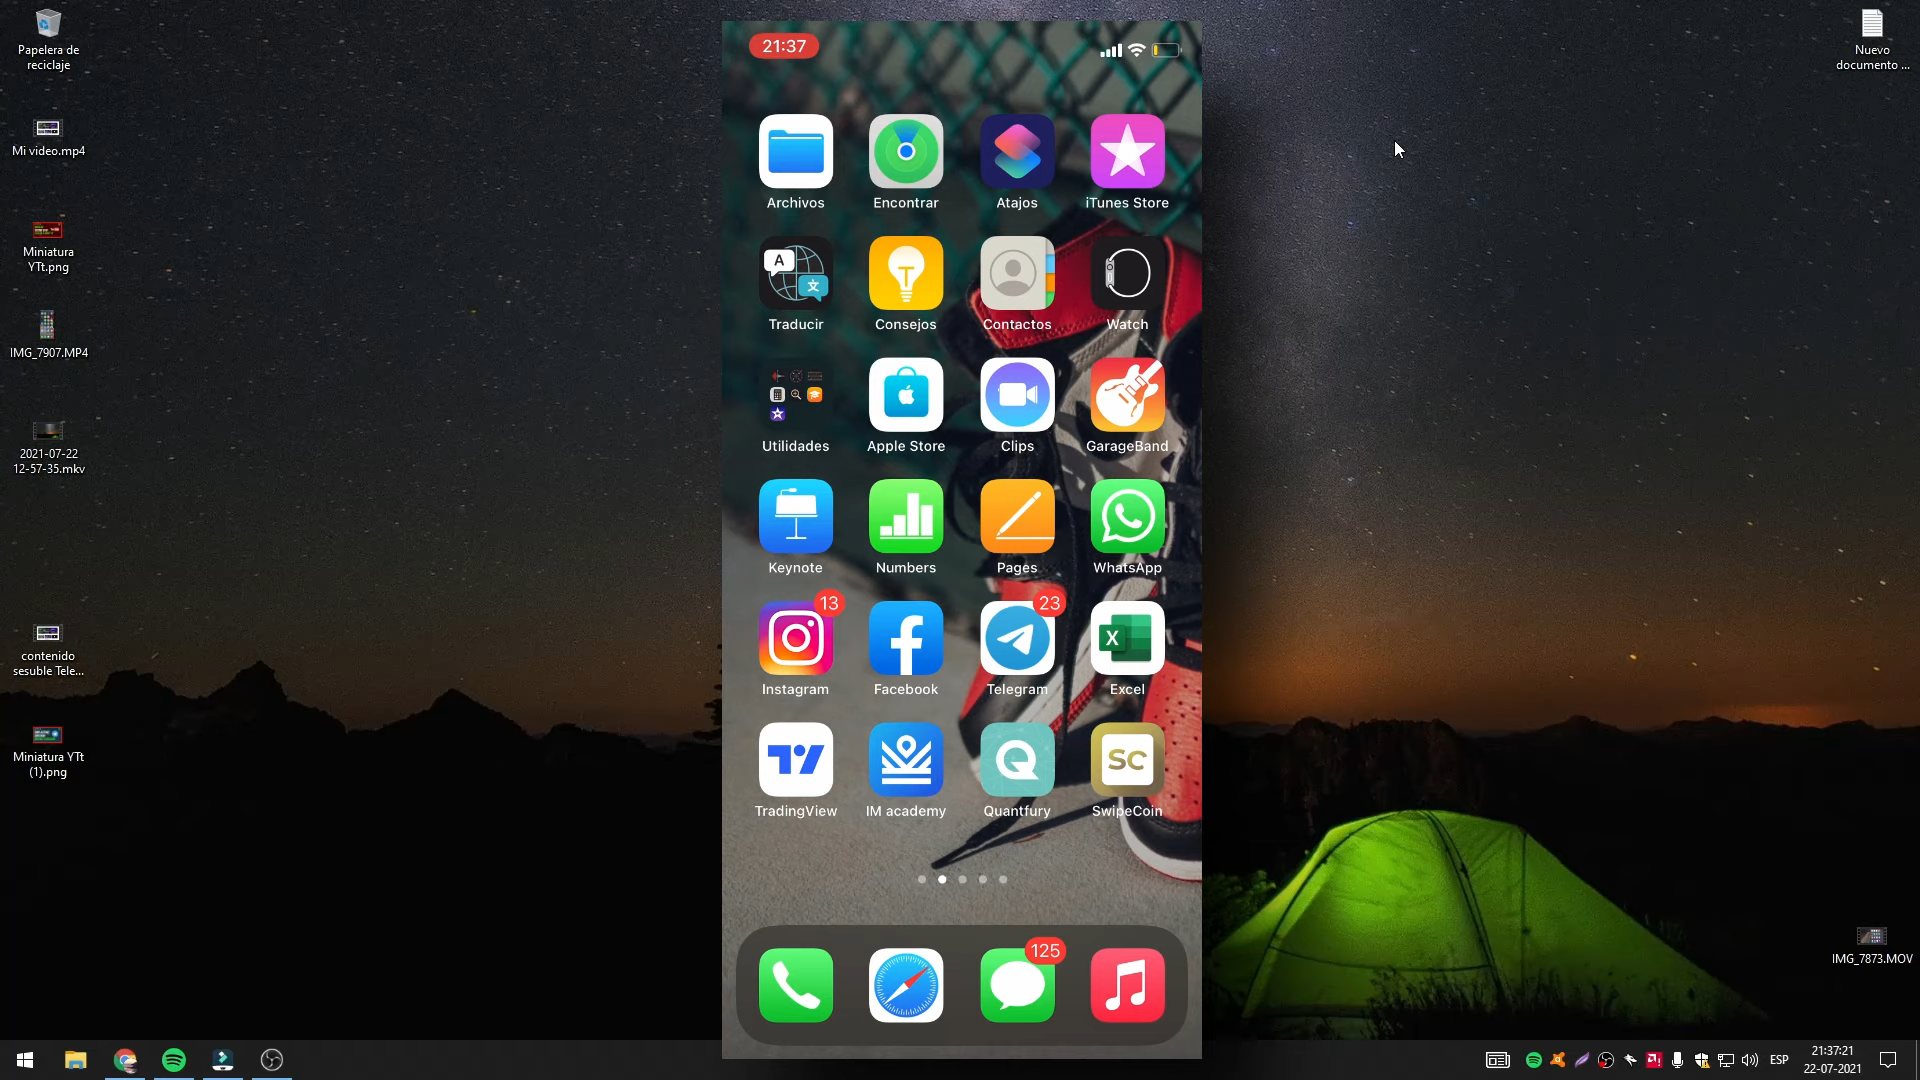 Papelera de
reciclaje
Mi video.mp4
Miniatura
YTt.png
IMG_7907.MP4
2021-07-22
12-57-35.mkv
contenido
sesuble Tele...
Miniatura YTt
(1).png
21:37
Archivos
Encontrar
Atajos
iTunes Store
A
文
Traducir
Consejos
Contactos
Watch
Utilidades
Apple Store
Clips
GarageBand
Keynote
Numbers
Pages
WhatsApp
13
23
X
Instagram
Facebook
Telegram
Excel
SC
TradingView
IM academy
Quantfury
SwipeCoin
125
Nuevo
documento ...
IMG_7873.MOV
ESP
21:37:21
22-07-2021